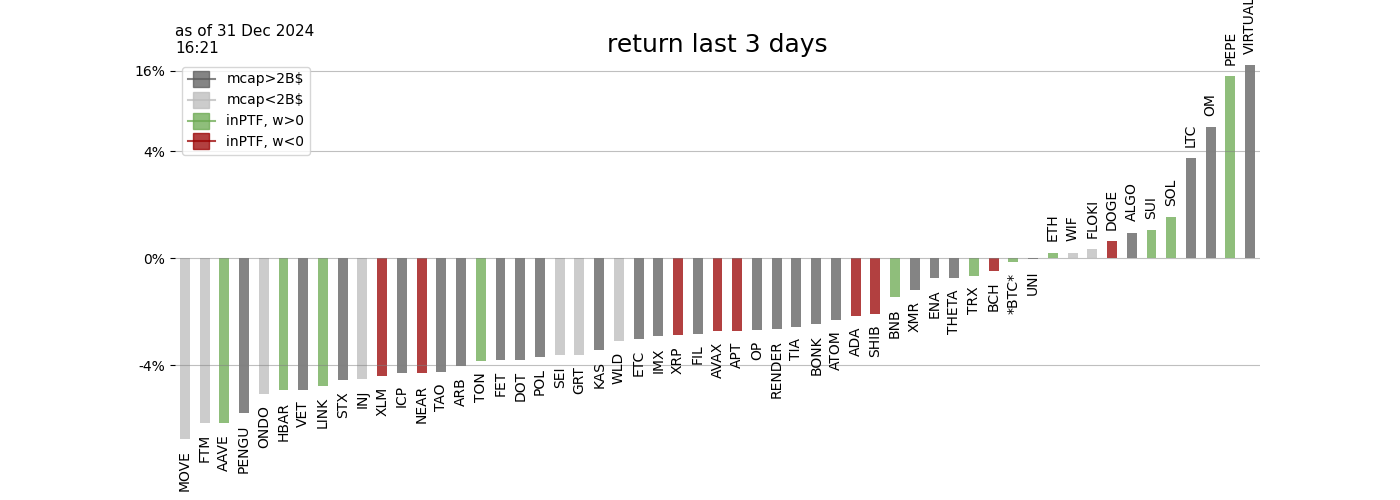 as of 31 Dec 2024
16:21
return last 3 days
16%
4%
0%
-4%
mcap>2B$
mcap<2B$
inPTF, w>0
inPTF, w<0
MOVE
FTM
AAVE
PENGU
ONDO
HBAR
VET
LINK
STX
INJ
XLM
ICP
NEAR
TAO
ARB
TON
FET
DOT
POL
SEI
GRT
KAS
WLD
ETC
IMX
XRP
FIL
AVAX
APT
OP
RENDER
TIA
BONK
ATOM
ADA
SHIB
BNB
XMR
ENA
THETA
TRX
BCH
*BTC*
UNI
ETH
WIF
FLOKI
DOGE
ALGO
SUI
SOL
LTC
OM
PEPE
VIRTUAL